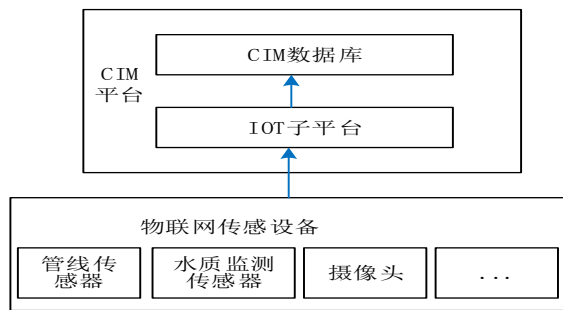 CIM数据库
CIM
平台
IOT子平台
物联网传感设备
管线传
感器
水质监测
传感器
摄像头
...